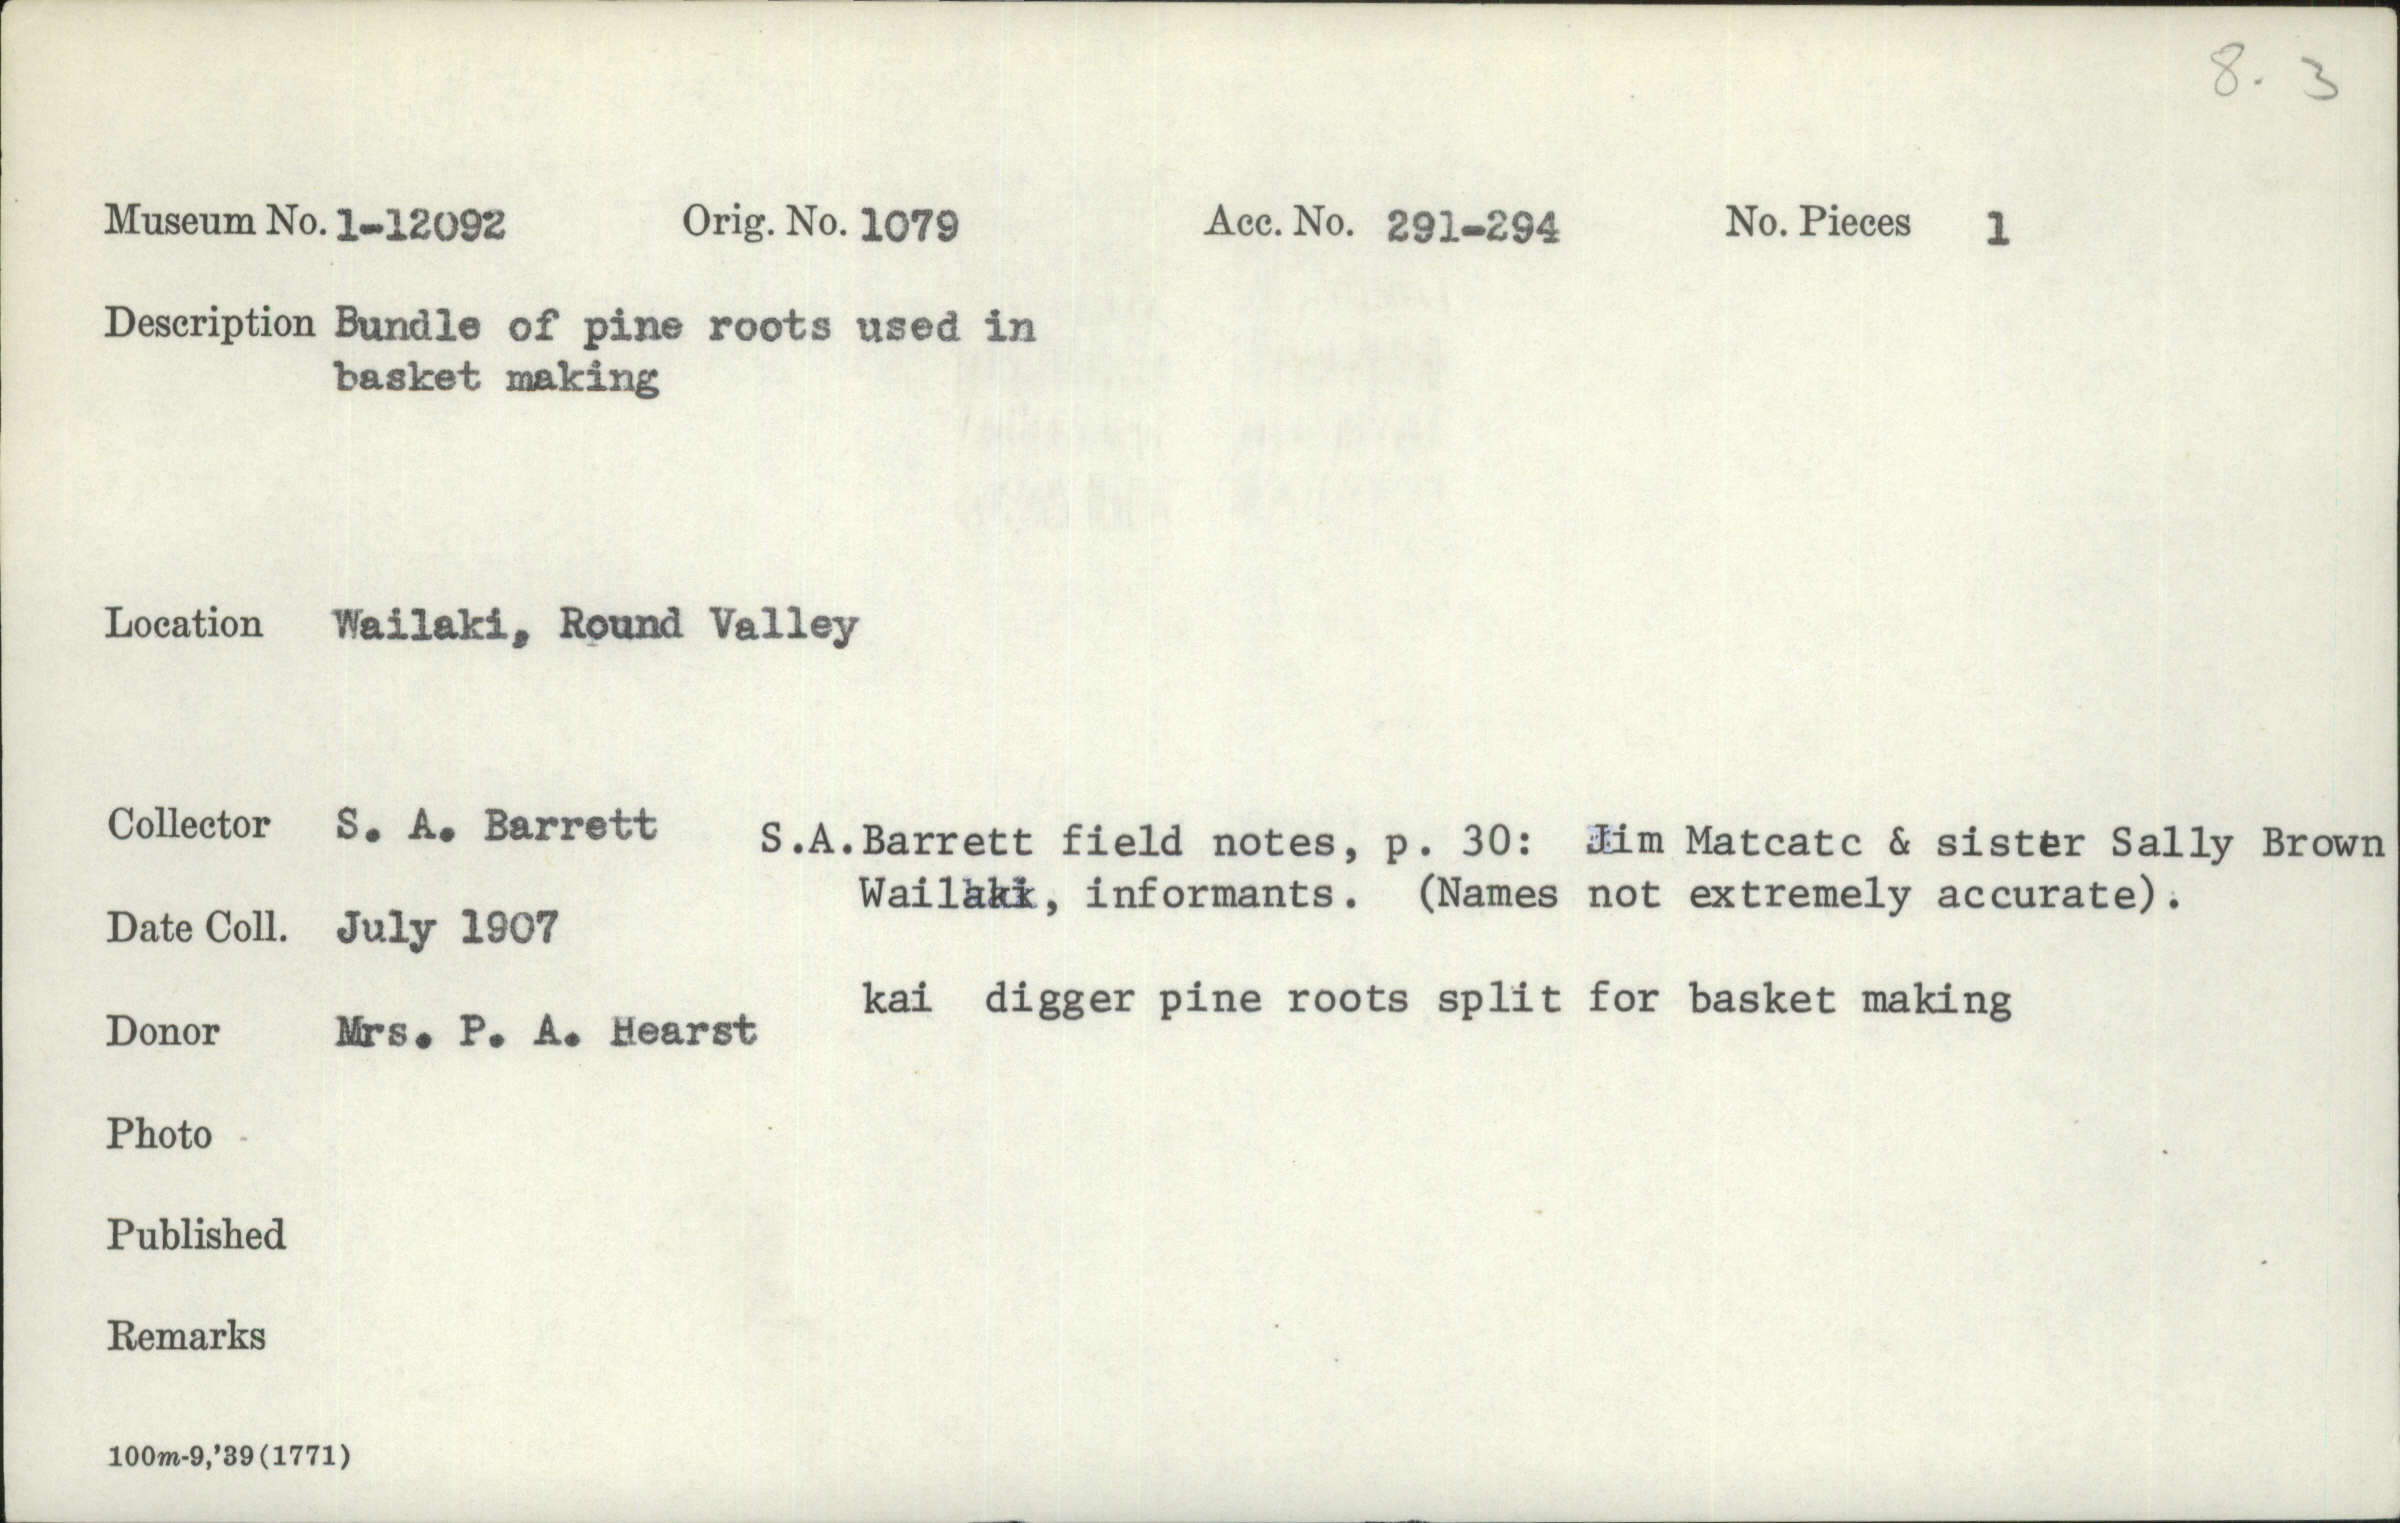 8. 3
Museum No. 1-12092 Orig. No. 1079 Acc. No. 291-294 No. Pieces 1
Description Bundle of pine roots used in
basket making
Location Wailaki, Round Valley
Collector S. A. Barrett
S.A.Barrett field notes, p. 30: Jim Matcatc & sister Sally Brown
Wailaki, informants. (Names not extremely accurate).
Date Coll. July 1907
kai digger pine roots split for basket making
Donor Mrs. P. A. Hearst
Photo
Published
Remarks
100m-9,'39(1771)